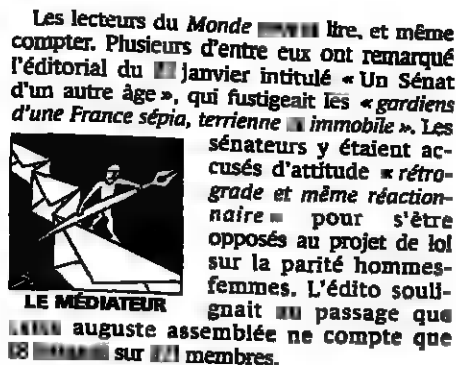 Les lecteurs du Monde lire, et même
compter. Plusieurs d'entre eux ont remarqué
l'éditorial du janvier intitulé « Un Sénat
d'un autre âge », qui fustigeait les « gardiens
d'une France sépia, terrienne immobile ». Les
sénateurs y étaient ac-
cusés d'attitude « rétro-
grade et même réaction-
naire » pour s'être
opposés au projet de loi
sur la parité hommes-
femmes. L'édito souli-
gnait passage que
auguste assemblée ne compte que
sur membres.
LE MÉDIATEUR